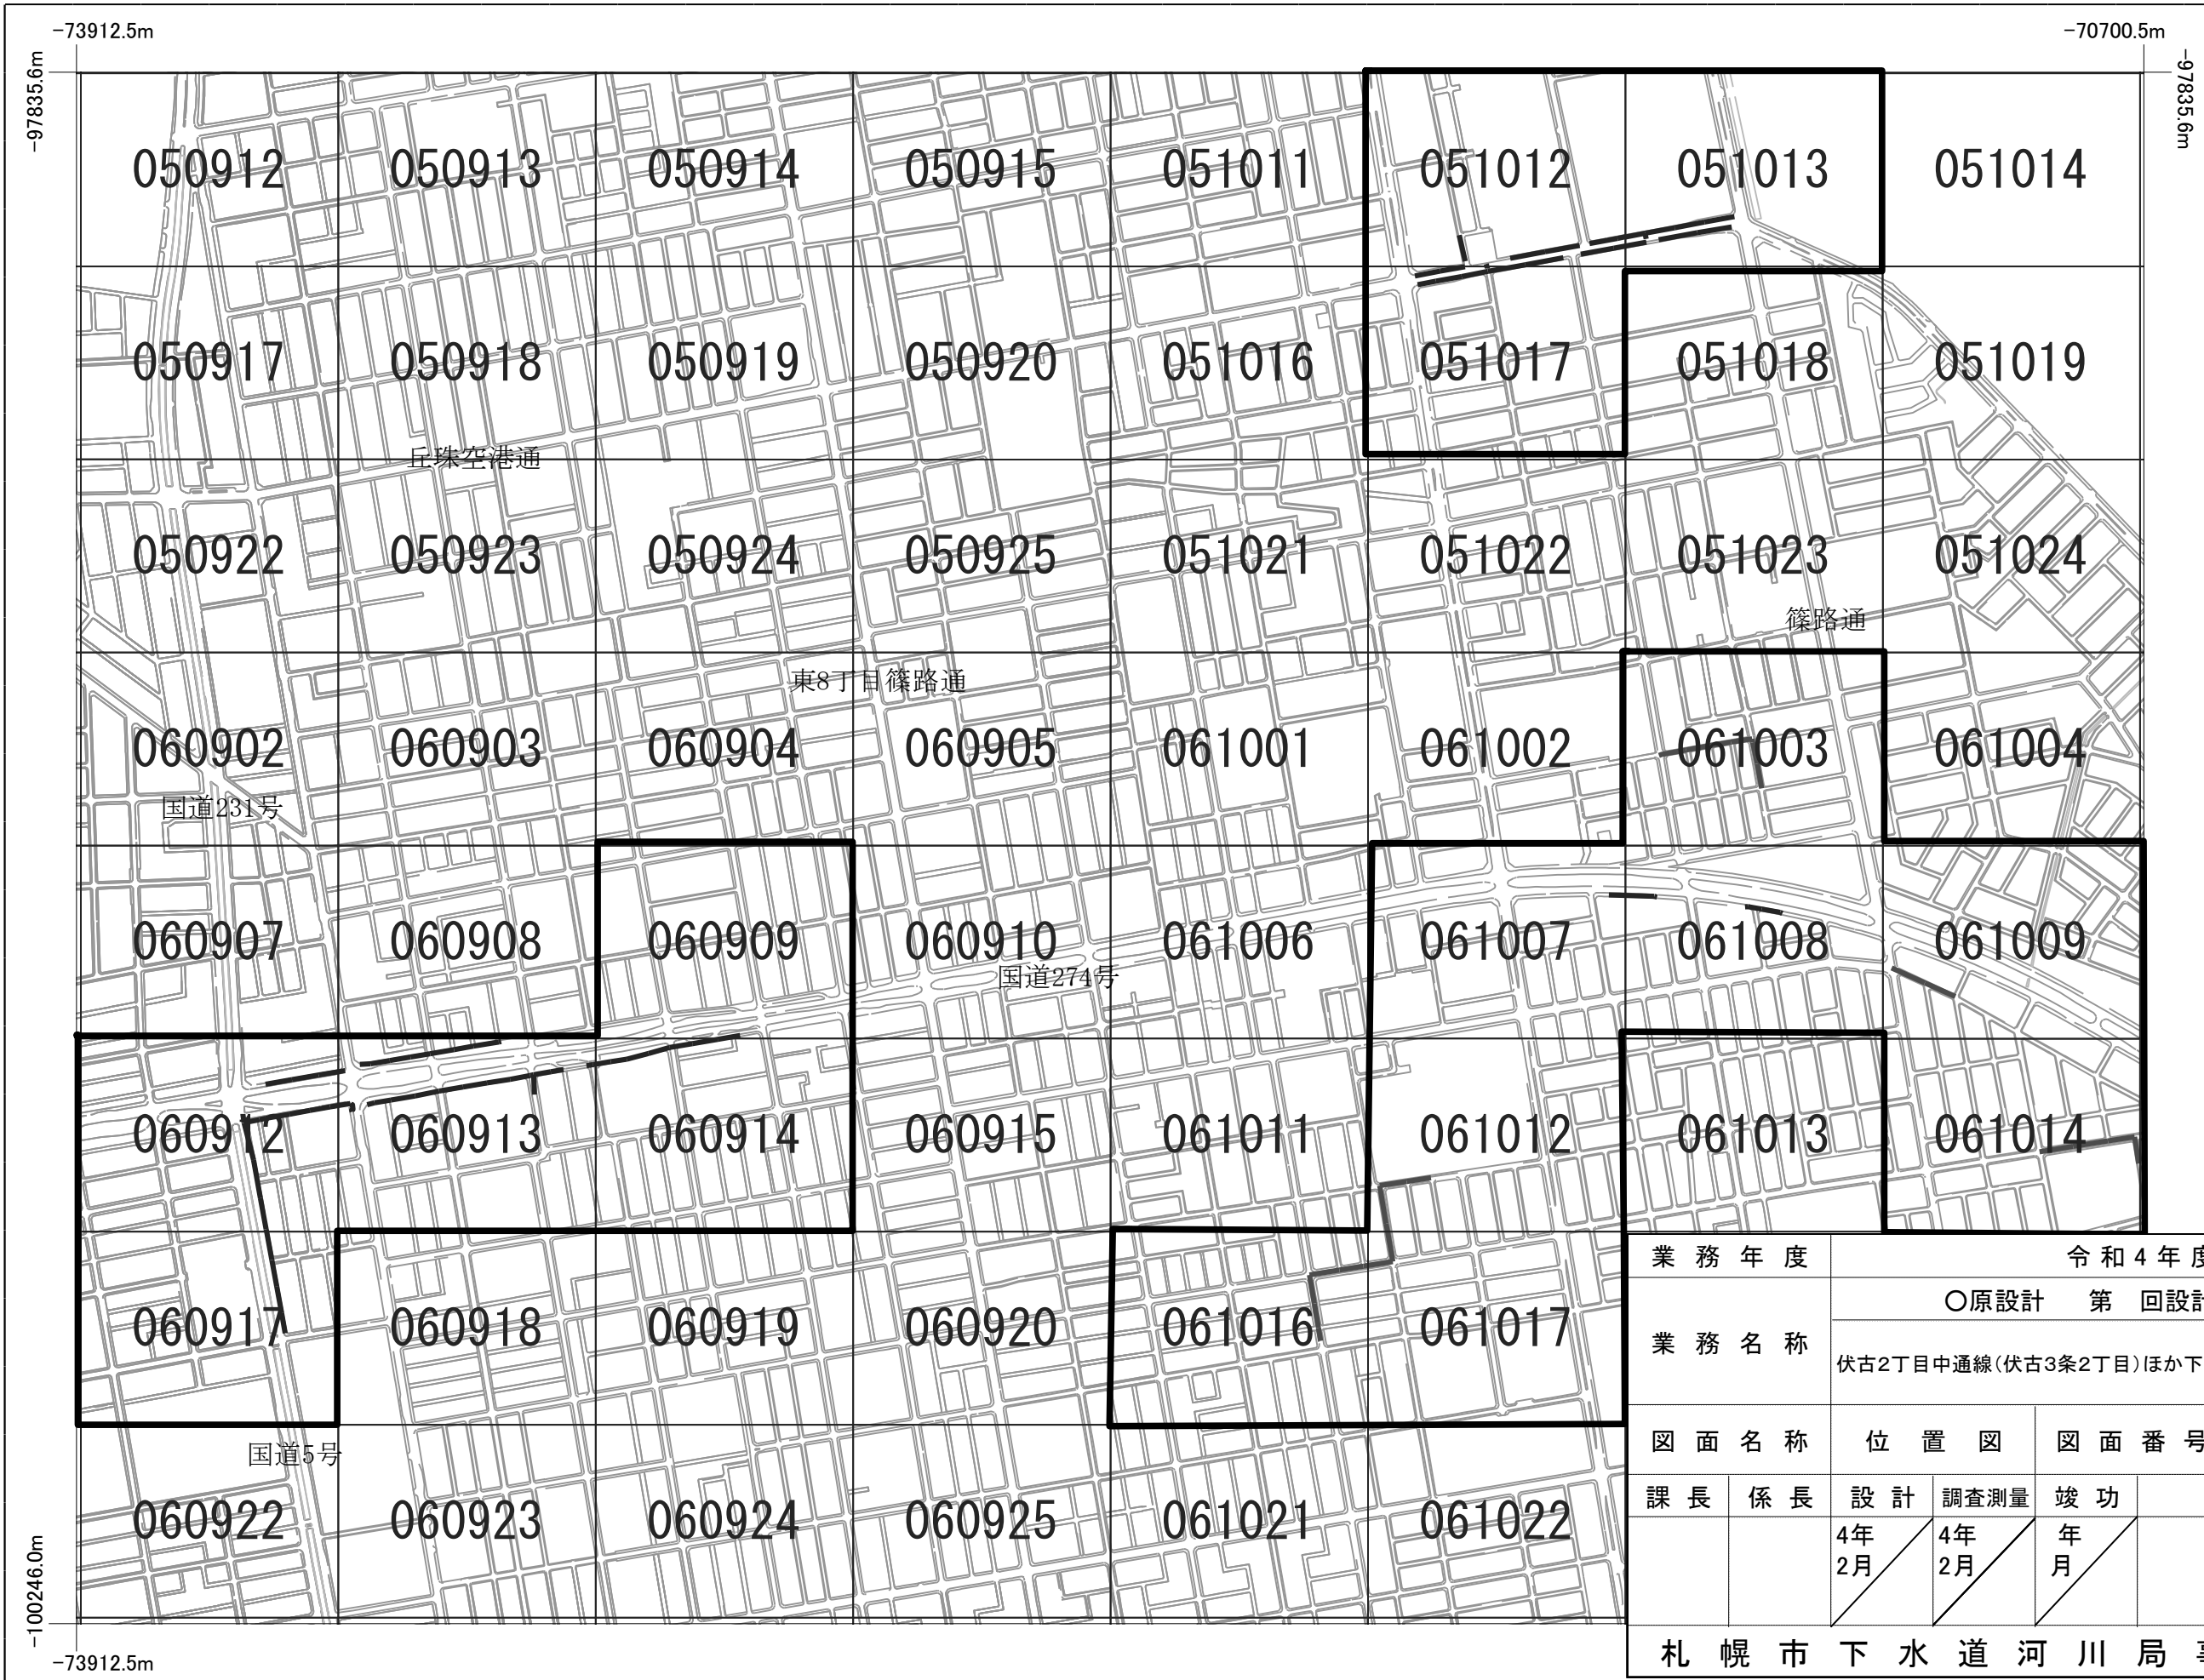 -73912.5m
-70700.5m
-97835.6m
-97835.6m
050912 050913 050914 050915 051011 051012 051013 051014
050917 050918 050919 050920 051016 051017 051018 051019
丘珠空港通
050922 050923 050924 050925 051021 051022 051023 051024
篠路通
東8丁目篠路通
060902 060903 060904 060905 061001 061002 061003 061004
国道231号
060907 060908 060909 060910 061006 061007 061008 061009
国道274号
060912 060913 060914 060915 061011 061012 061013 061014
060917 060918 060919 060920 061016 061017
国道5号
060922 060923 060924 060925 061021 061022
-100246.0m
-73912.5m
業務年度 令和4年度
業務名称 〇原設計 第 回設計
伏古2丁目中通線(伏古3条2丁目)ほか下
図面名称 位置図 図面番号
課長 係長 設計 調査測量 竣功
4年 4年 年
2月 2月 月
札幌市下水道河川局